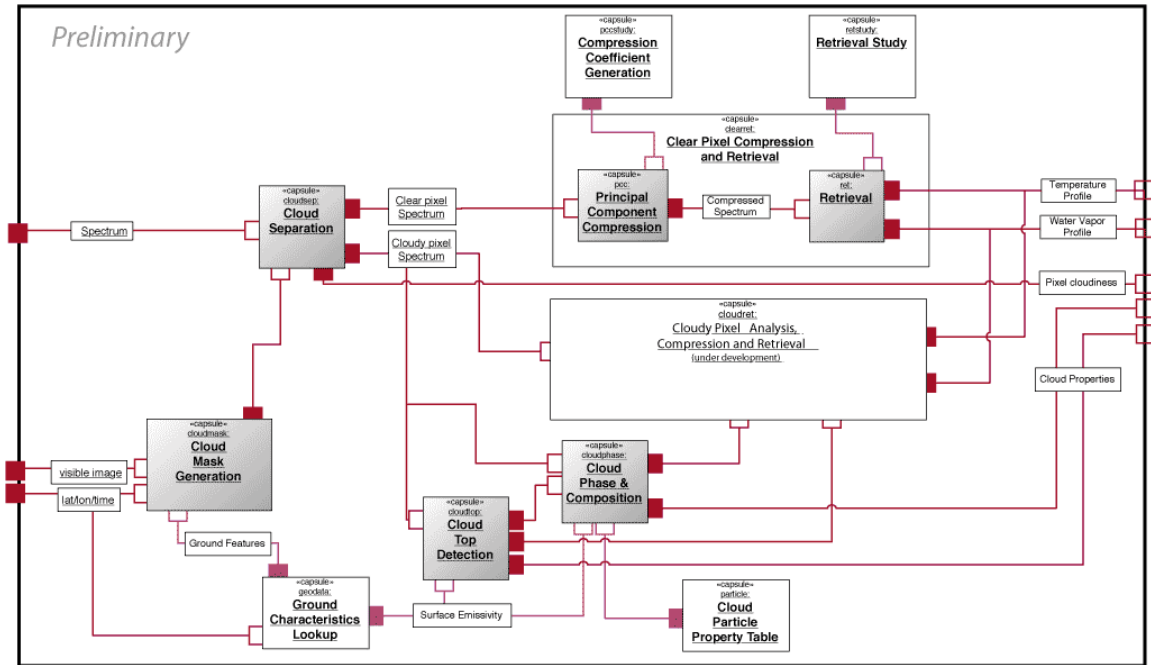 Preliminary
«capsule»
pccstudy:
Compression
Coefficient
Generation
«capsule»
retstudy:
Retrieval Study
«capsule»
clearret:
Clear Pixel Compression
and Retrieval
«capsule»
pcc:
Principal
Component
Compression
Compressed
Spectrum
«capsule»
ret:
Retrieval
Temperature
Profile
Water Vapor
Profile
«capsule»
cloudsep:
Cloud
Separation
Clear pixel
Spectrum
Spectrum
Cloudy pixel
Spectrum
Pixel cloudiness
«capsule»
cloudret:
Cloudy Pixel Analysis,
Compression and Retrieval
(under development)
Cloud Properties
«capsule»
cloudmask:
Cloud
Mask
Generation
visible image
lat/lon/time
«capsule»
cloudphase:
Cloud
Phase &
Composition
«capsule»
cloudtop:
Cloud
Top
Detection
Ground Features
«capsule»
geodata:
Ground
Characteristics
Lookup
Surface Emissivity
«capsule»
particle:
Cloud
Particle
Property Table